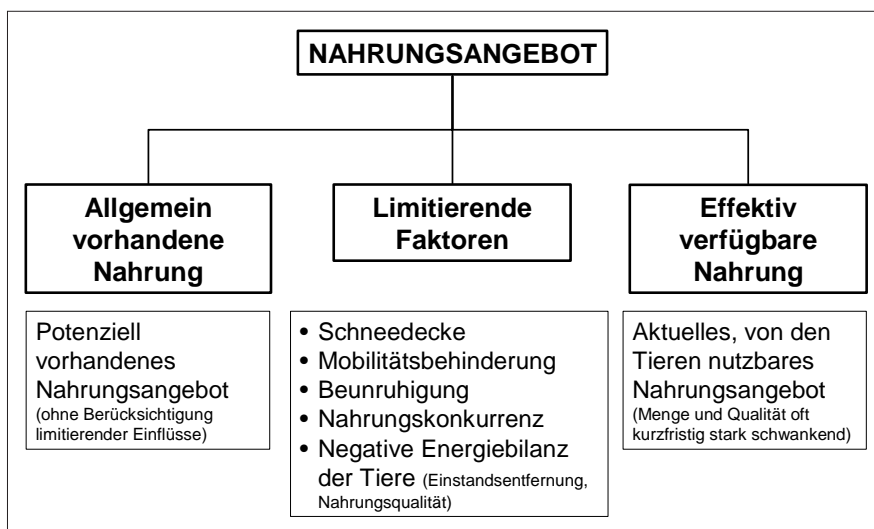 NAHRUNGSANGEBOT
Allgemein
vorhandene
Nahrung
Limitierende
Faktoren
Effektiv
verfügbare
Nahrung
Potenziell
vorhandenes
Nahrungsangebot
(ohne Berücksichtigung
limitierender Einflüsse)
• Schneedecke
• Mobilitätsbehinderung
• Beunruhigung
• Nahrungskonkurrenz
• Negative Energiebilanz
der Tiere (Einstandsentfernung,
Nahrungsqualität)
Aktuelles, von den
Tieren nutzbares
Nahrungsangebot
(Menge und Qualität oft
kurzfristig stark schwankend)